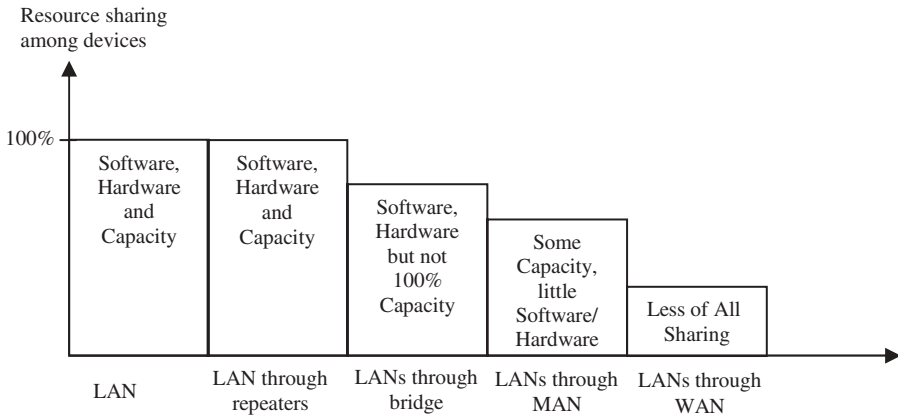 Resource sharing
among devices
100%
Software,
Hardware
and
Capacity
Software,
Hardware
and
Capacity
Software,
Hardware
but not
100%
Capacity
Some
Capacity,
little
Software/
Hardware
Less of All
Sharing
LAN
LAN through
repeaters
LANs through
bridge
LANs through
MAN
LANs through
WAN